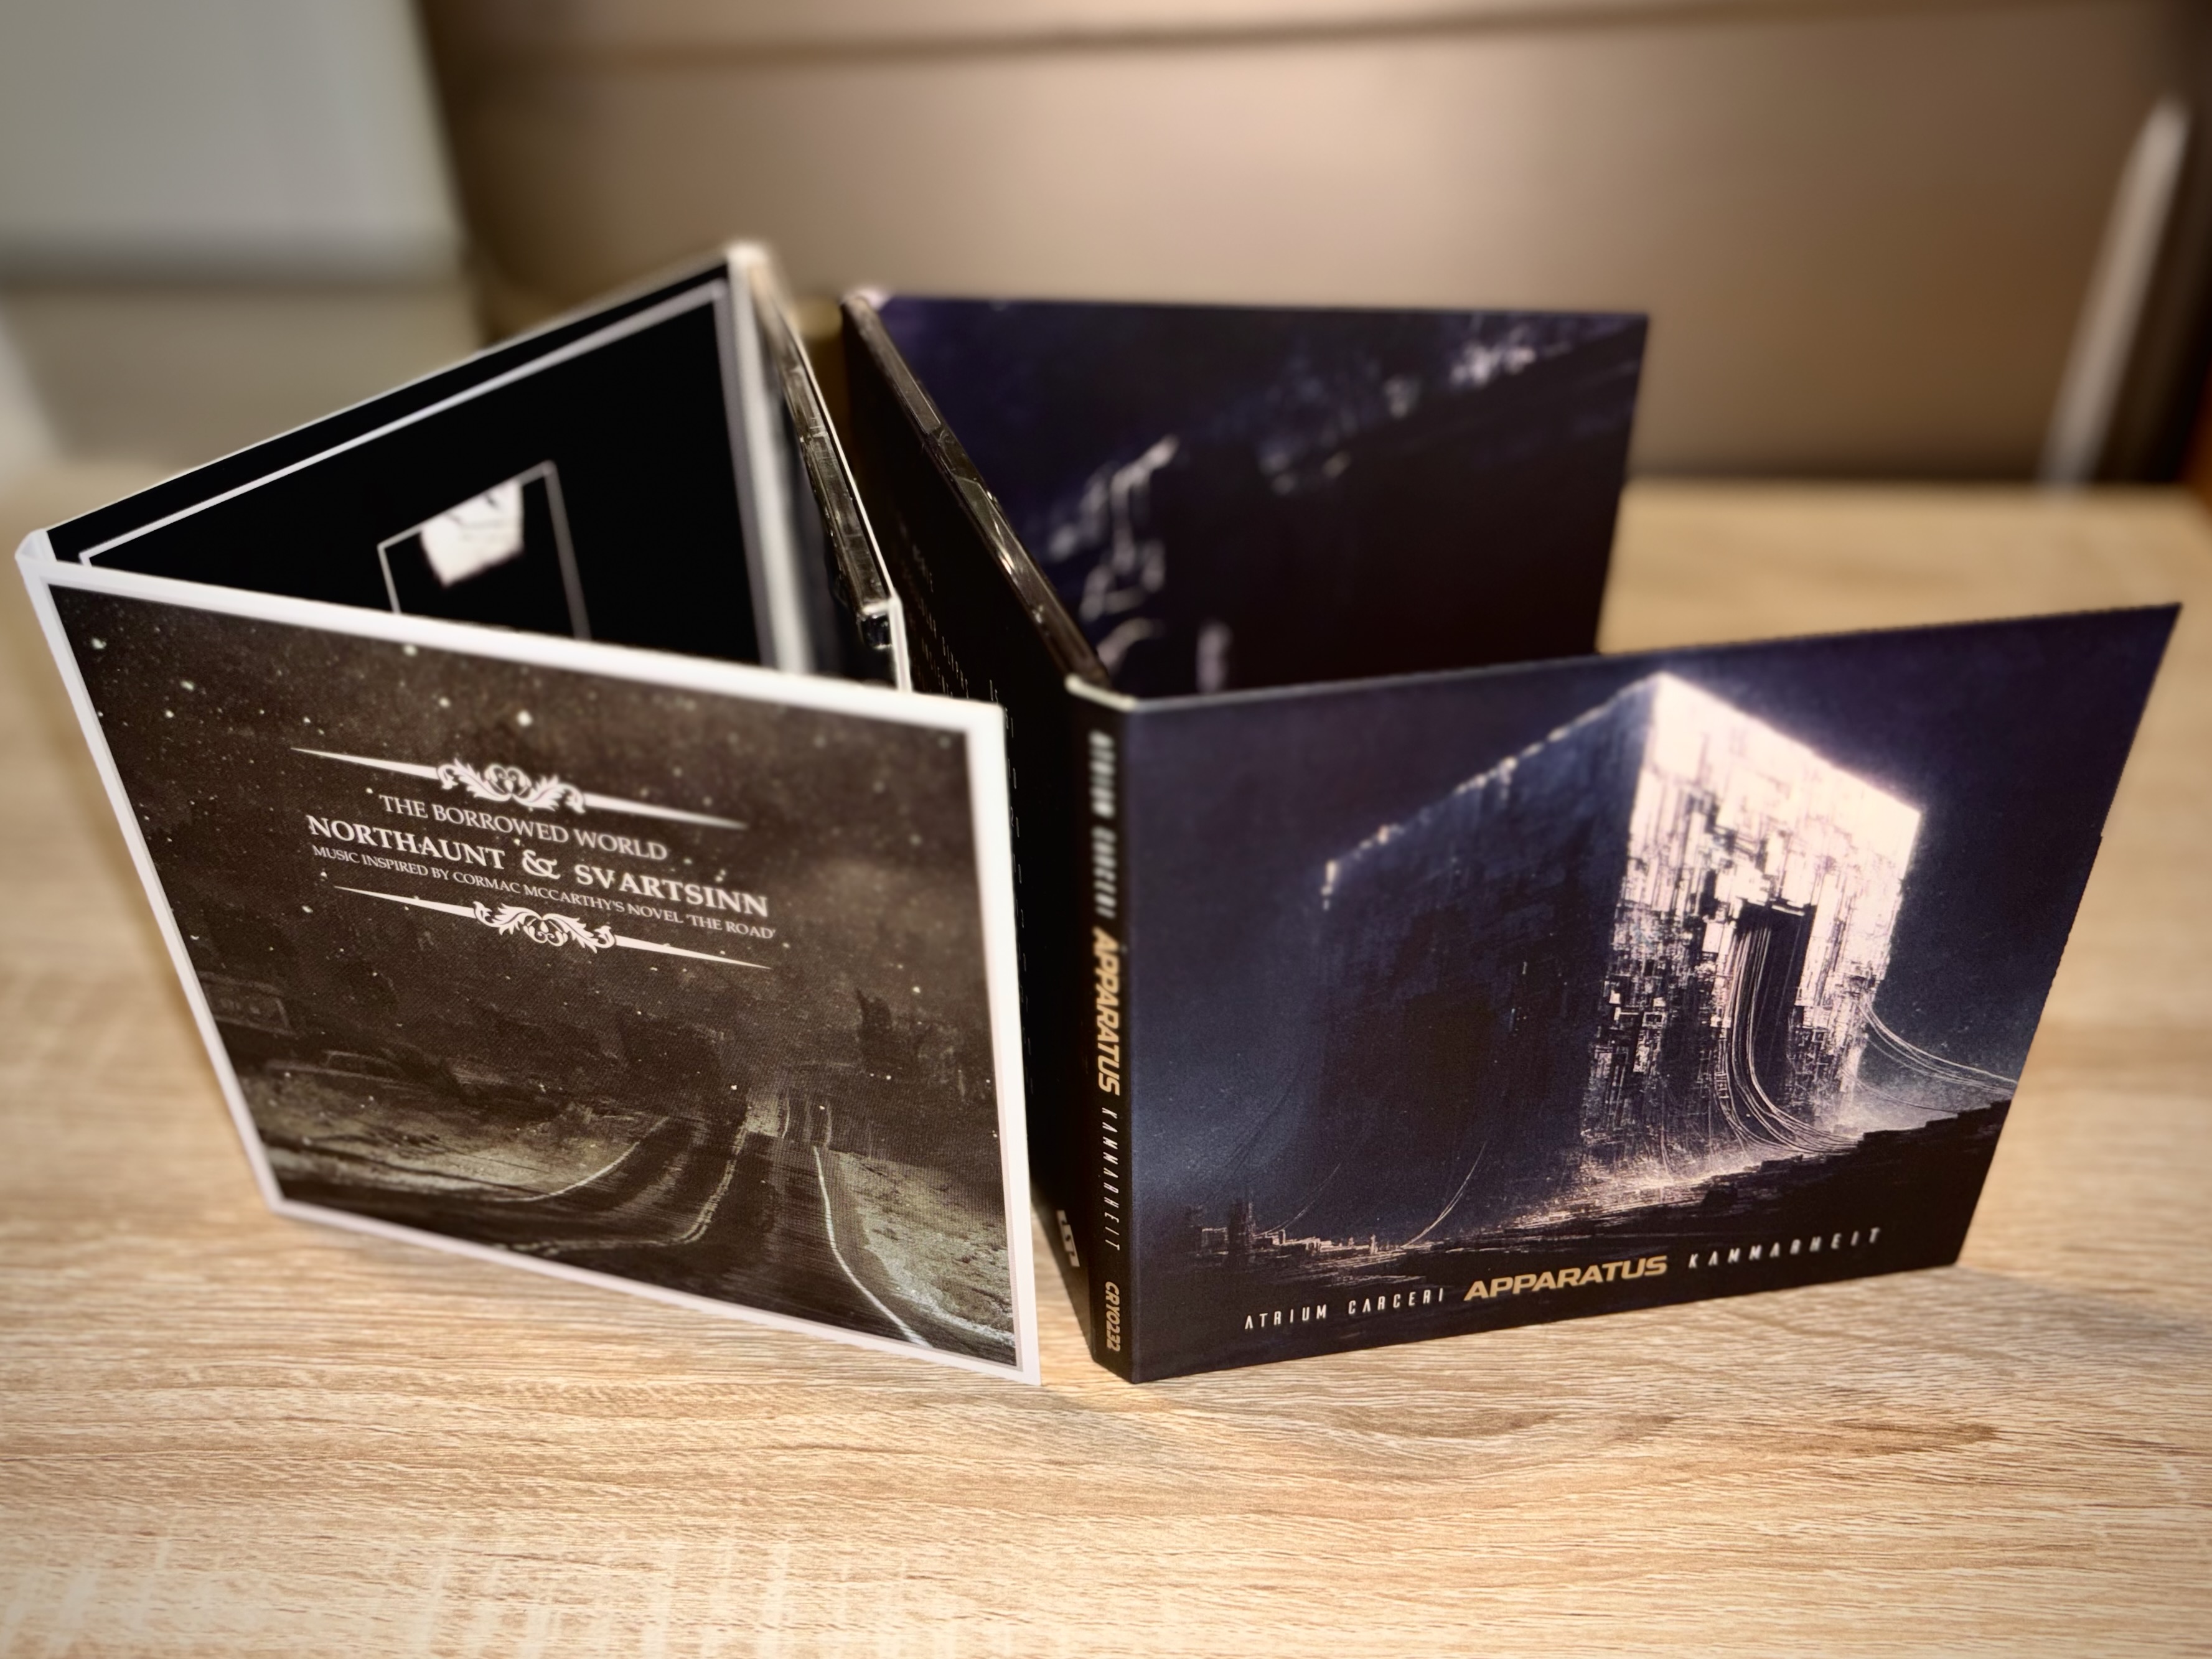 THE BORROWED WORLD
NORTHAUNT & SVARTSINN
MUSIC INSPIRED BY CORMAC MCCARTHY'S NOVEL 'THE ROAD'
ATRIUM CARCERI APPARATUS KAMMARHEIT CRYO232
ATRIUM CARCERI APPARATUS KAMMARHEIT